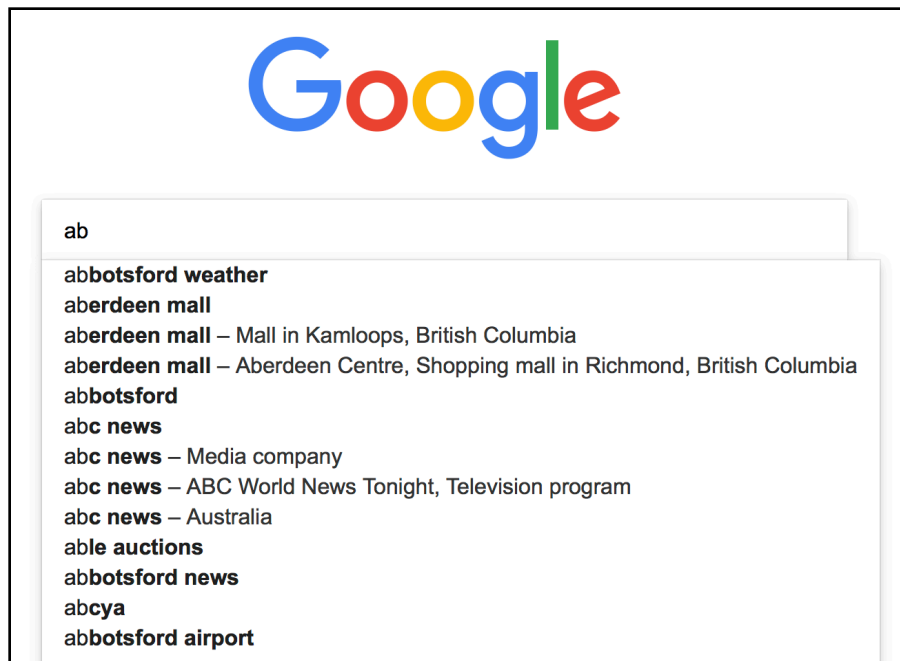 Google
ab
abbotsford weather
aberdeen mall
aberdeen mall – Mall in Kamloops, British Columbia
aberdeen mall – Aberdeen Centre, Shopping mall in Richmond, British Columbia
abbotsford
abc news
abc news – Media company
abc news – ABC World News Tonight, Television program
abc news – Australia
able auctions
abbotsford news
abcya
abbotsford airport